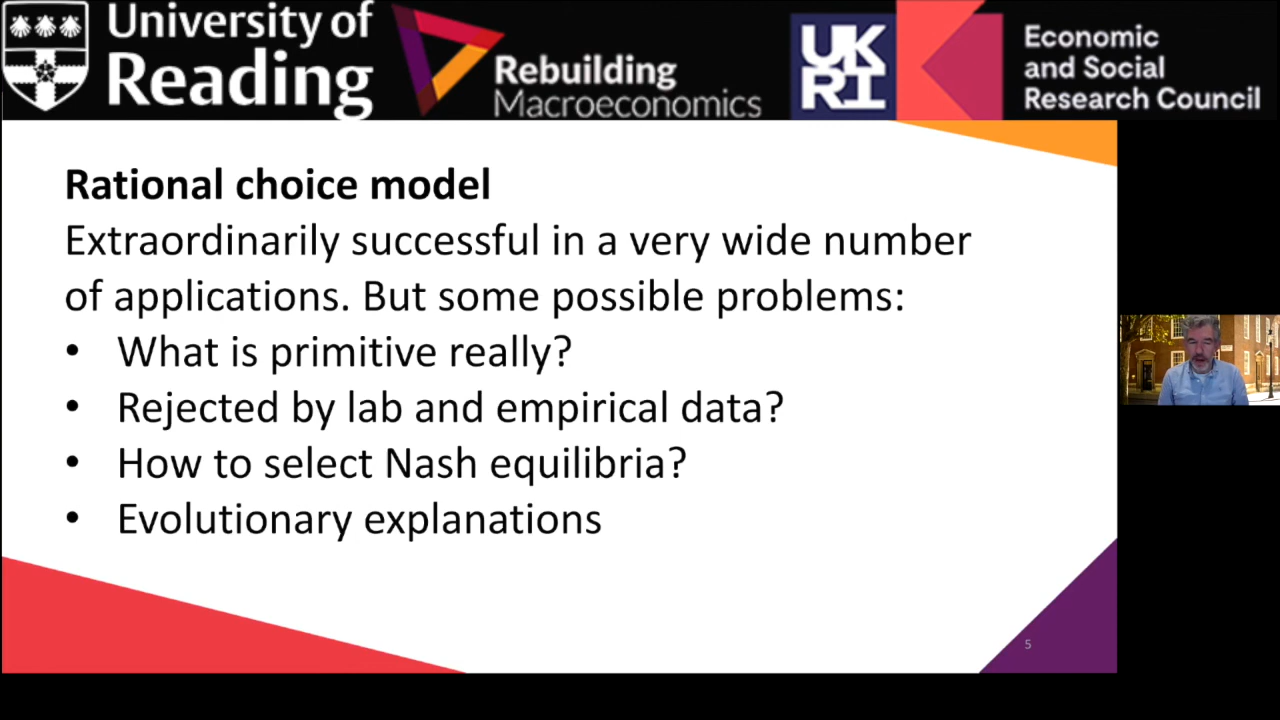 University of
Reading
Rebuilding
Macroeconomics
UK
RI
Economic
and Social
Research Council
Rational choice model
Extraordinarily successful in a very wide number
of applications. But some possible problems:
• What is primitive really?
• Rejected by lab and empirical data?
• How to select Nash equilibria?
• Evolutionary explanations
5